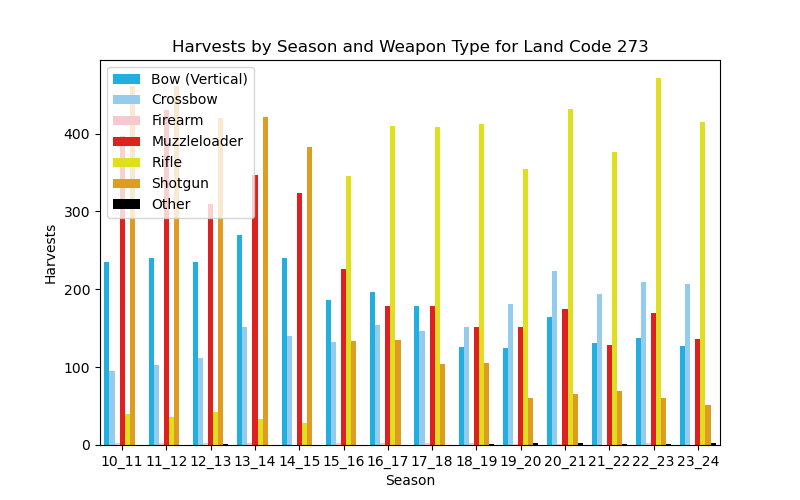 Harvests by Season and Weapon Type for Land Code 273
Bow (Vertical)
Crossbow
Firearm
Muzzleloader
Rifle
Shotgun
Other
400
300
200
100
0
Harvests
10_11 11_12 12_13 13_14 14_15 15_16 16_17 17_18 18_19 19_20 20_21 21_22 22_23 23_24
Season